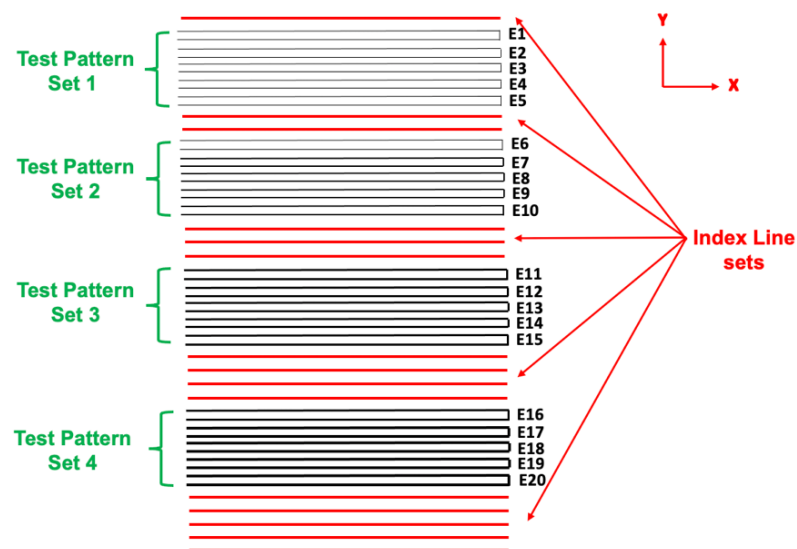 Y
X
E1
E2
E3
E4
E5
Test Pattern
Set 1
E6
E7
E8
E9
E10
Test Pattern
Set 2
Index Line
sets
E11
E12
E13
E14
E15
Test Pattern
Set 3
E16
E17
E18
E19
E20
Test Pattern
Set 4